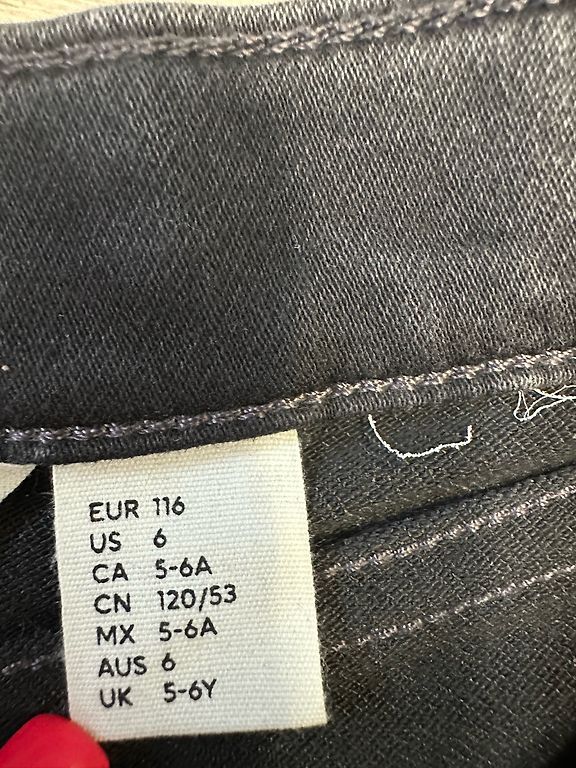 EUR 116
US 6
CA 5-6A
CN 120/53
MX 5-6A
AUS 6
UK 5-6Y